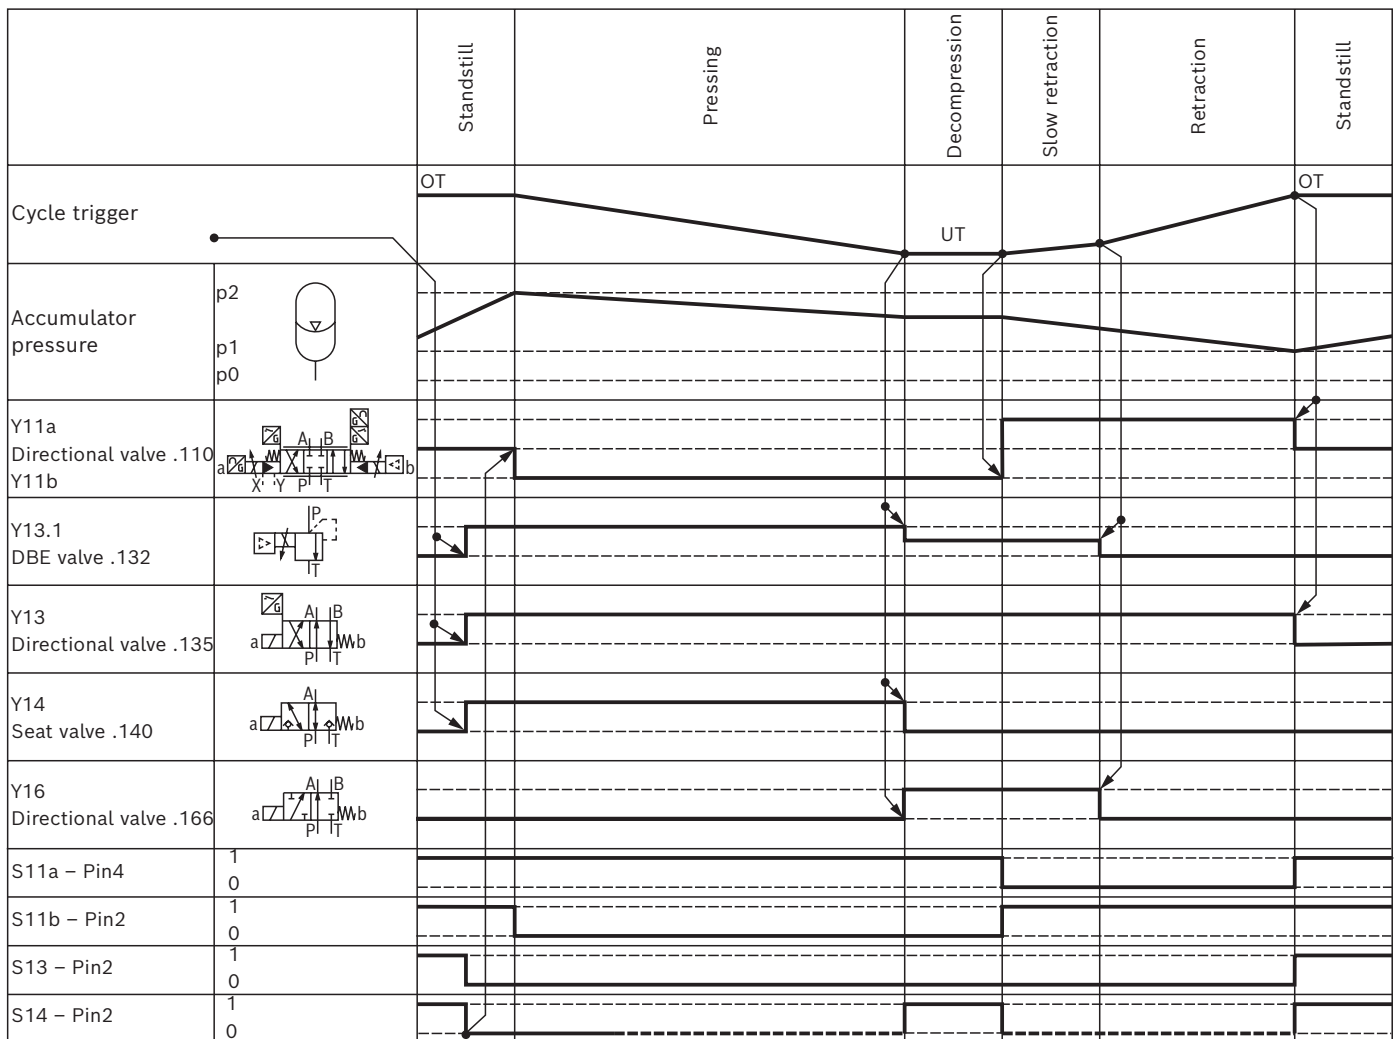 Standstill
Pressing
Decompression
Slow retraction
Retraction
Standstill
Cycle trigger
OT
UT
OT
Accumulator
pressure
p2
p1
p0
Y11a
Directional valve .110
Y11b
a
A B
b
X Y P T
Y13.1
DBE valve .132
P
T
Y13
Directional valve .135
A B
a
b
P T
Y14
Seat valve .140
A
a
b
P T
Y16
Directional valve .166
A B
a
b
P T
S11a – Pin4
1
0
S11b – Pin2
1
0
S13 – Pin2
1
0
S14 – Pin2
1
0